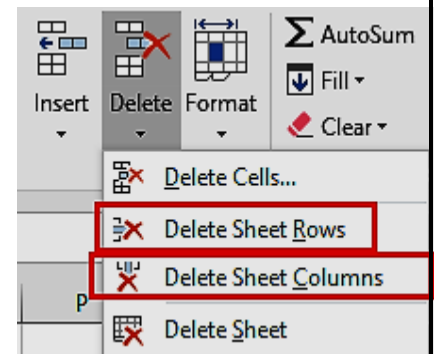 Insert Delete Format
AutoSum
Fill
Clear
Delete Cells...
Delete Sheet Rows
Delete Sheet Columns
Delete Sheet
P